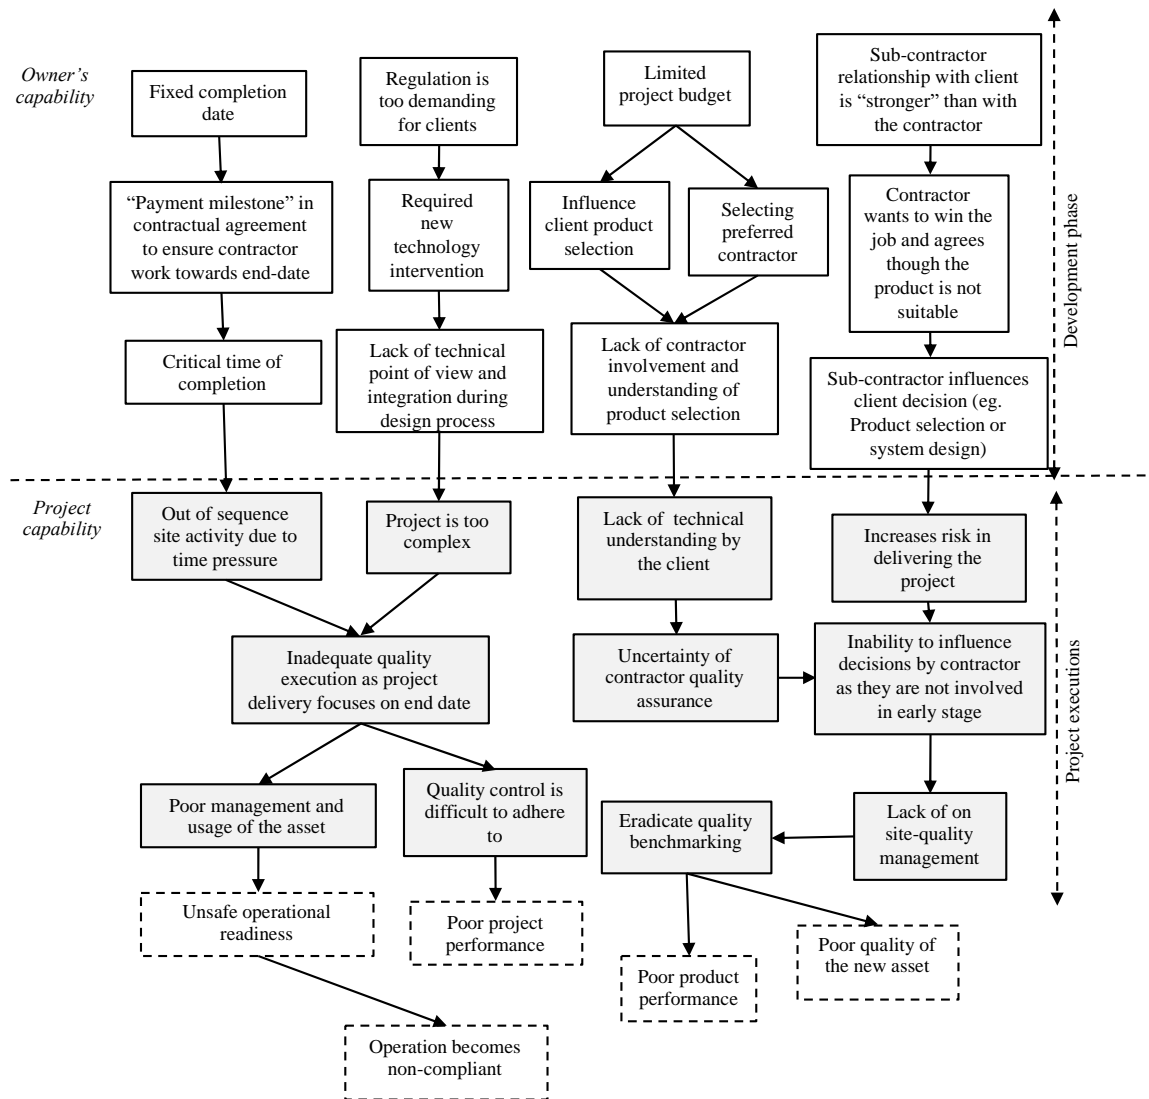 Owner's
capability
Fixed completion
date
Regulation is
too demanding
for clients
Limited
project budget
Sub-contractor
relationship with client
is “stronger” than with
the contractor
“Payment milestone” in
contractual agreement
to ensure contractor
work towards end-date
Required
new
technology
intervention
Influence
client product
selection
Selecting
preferred
contractor
Contractor
wants to win the
job and agrees
though the
product is not
suitable
Development phase
Critical time of
completion
Lack of technical
point of view and
integration during
design process
Lack of contractor
involvement and
understanding of
product selection
Sub-contractor influences
client decision (eg.
Product selection or
system design)
Project
capability
Out of sequence
site activity due to
time pressure
Project is too
complex
Lack of  technical
understanding by
the client
Increases risk in
delivering the
project
Inadequate quality
execution as project
delivery focuses on end date
Uncertainty of
contractor quality
assurance
Inability to influence
decisions by contractor
as they are not involved
in early stage
Project executions
Poor management and
usage of the asset
Quality control is
difficult to adhere
to
Eradicate quality
benchmarking
Lack of on
site-quality
management
Unsafe operational
readiness
Poor project
performance
Poor product
performance
Poor quality of
the new asset
Operation becomes
non-compliant